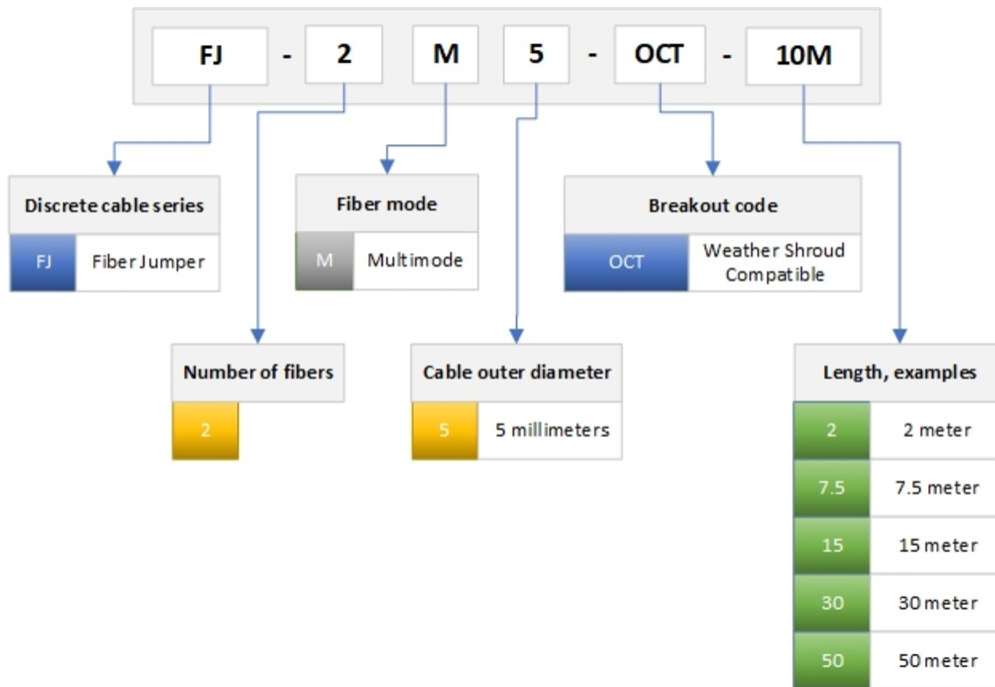 FJ - 2 M 5 - OCT - 10M
Discrete cable series
FJ Fiber Jumper
Fiber mode
M Multimode
Breakout code
OCT Weather Shroud
Compatible
Number of fibers
2
Cable outer diameter
5 5 millimeters
Length, examples
2 2 meter
7.5 7.5 meter
15 15 meter
30 30 meter
50 50 meter